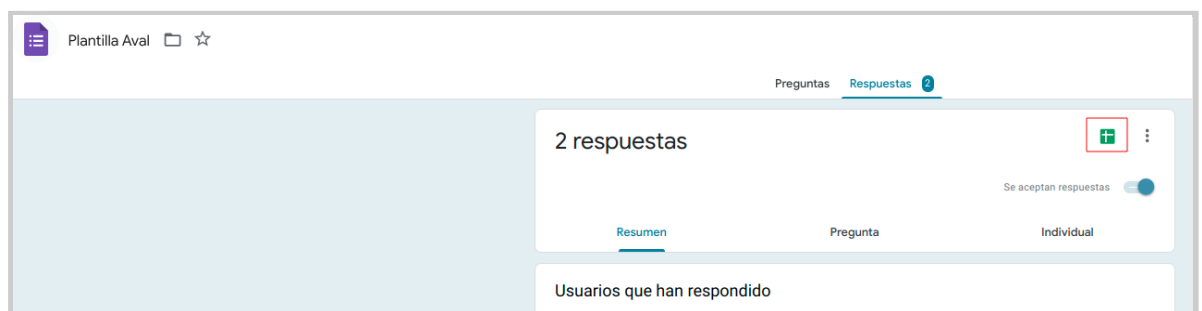 Plantilla Aval
Preguntas Respuestas 2
2 respuestas
Se aceptan respuestas
Resumen Pregunta Individual
Usuarios que han respondido